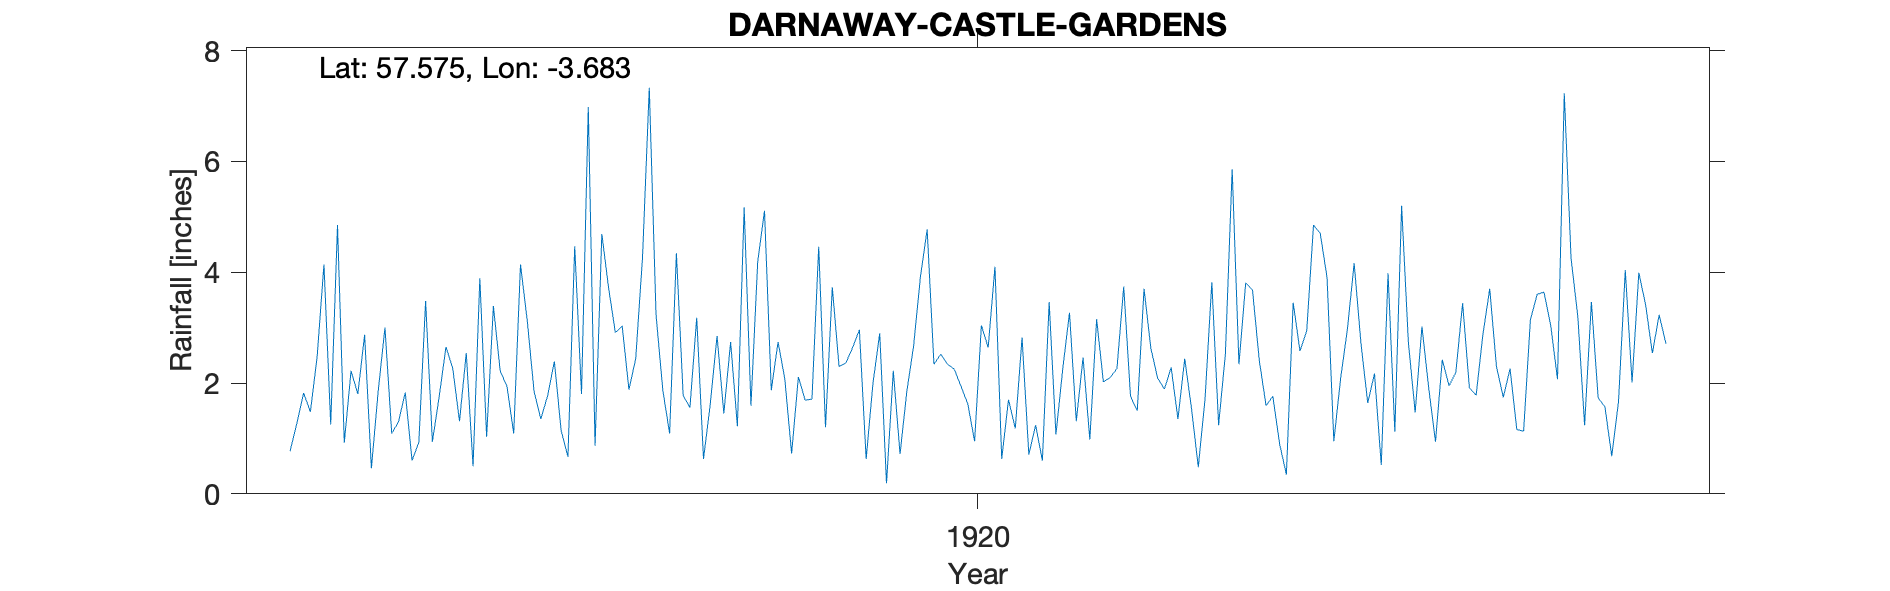 DARNAWAY-CASTLE-GARDENS
Lat: 57.575, Lon: -3.683
8
6
4
2
0
Rainfall [inches]
1920
Year